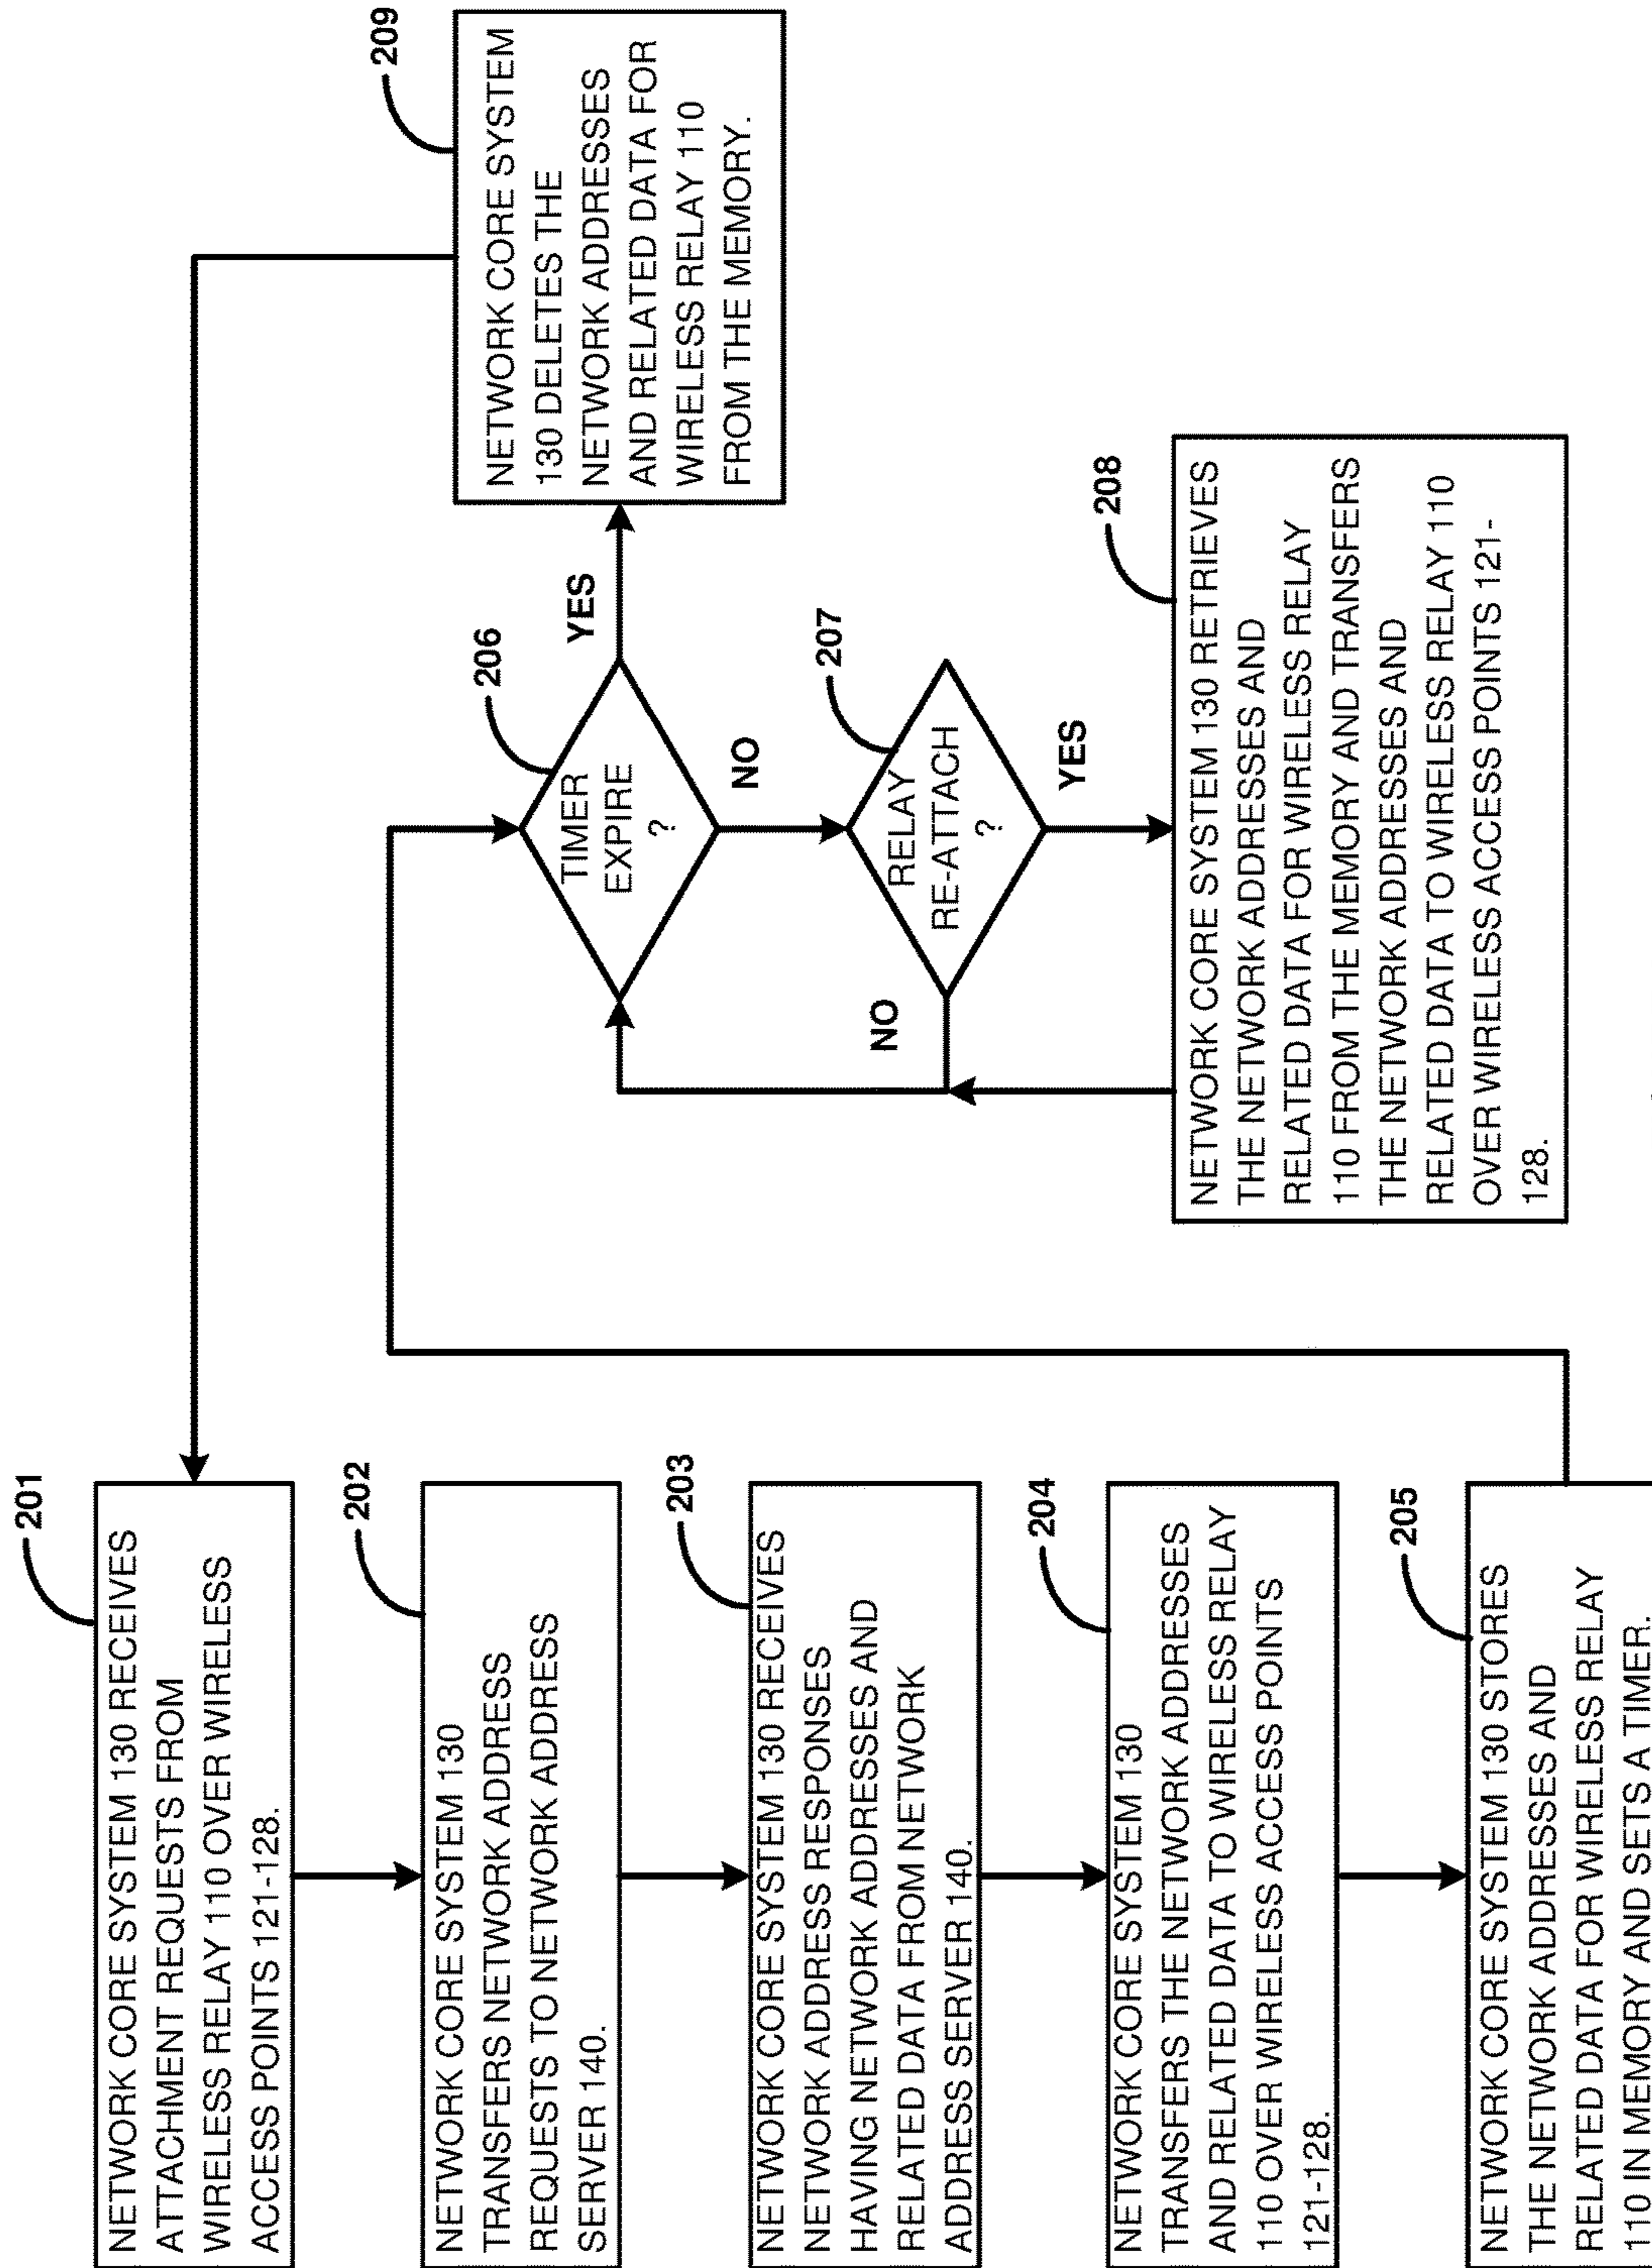 201
NETWORK CORE SYSTEM 130 RECEIVES
ATTACHMENT REQUESTS FROM
WIRELESS RELAY 110 OVER WIRELESS
ACCESS POINTS 121-128.
202
NETWORK CORE SYSTEM 130
TRANSFERS NETWORK ADDRESS
REQUESTS TO NETWORK ADDRESS
SERVER 140.
203
NETWORK CORE SYSTEM 130 RECEIVES
NETWORK ADDRESS RESPONSES
HAVING NETWORK ADDRESSES AND
RELATED DATA FROM NETWORK
ADDRESS SERVER 140.
204
NETWORK CORE SYSTEM 130
TRANSFERS THE NETWORK ADDRESSES
AND RELATED DATA TO WIRELESS RELAY
110 OVER WIRELESS ACCESS POINTS
121-128.
205
NETWORK CORE SYSTEM 130 STORES
THE NETWORK ADDRESSES AND
RELATED DATA FOR WIRELESS RELAY
110 IN MEMORY AND SETS A TIMER.
206
TIMER
EXPIRE
?
YES
NO
207
RELAY
RE-ATTACH
?
NO
YES
208
NETWORK CORE SYSTEM 130 RETRIEVES
THE NETWORK ADDRESSES AND
RELATED DATA FOR WIRELESS RELAY
110 FROM THE MEMORY AND TRANSFERS
THE NETWORK ADDRESSES AND
RELATED DATA TO WIRELESS RELAY 110
OVER WIRELESS ACCESS POINTS 121-
128.
209
NETWORK CORE SYSTEM
130 DELETES THE
NETWORK ADDRESSES
AND RELATED DATA FOR
WIRELESS RELAY 110
FROM THE MEMORY.